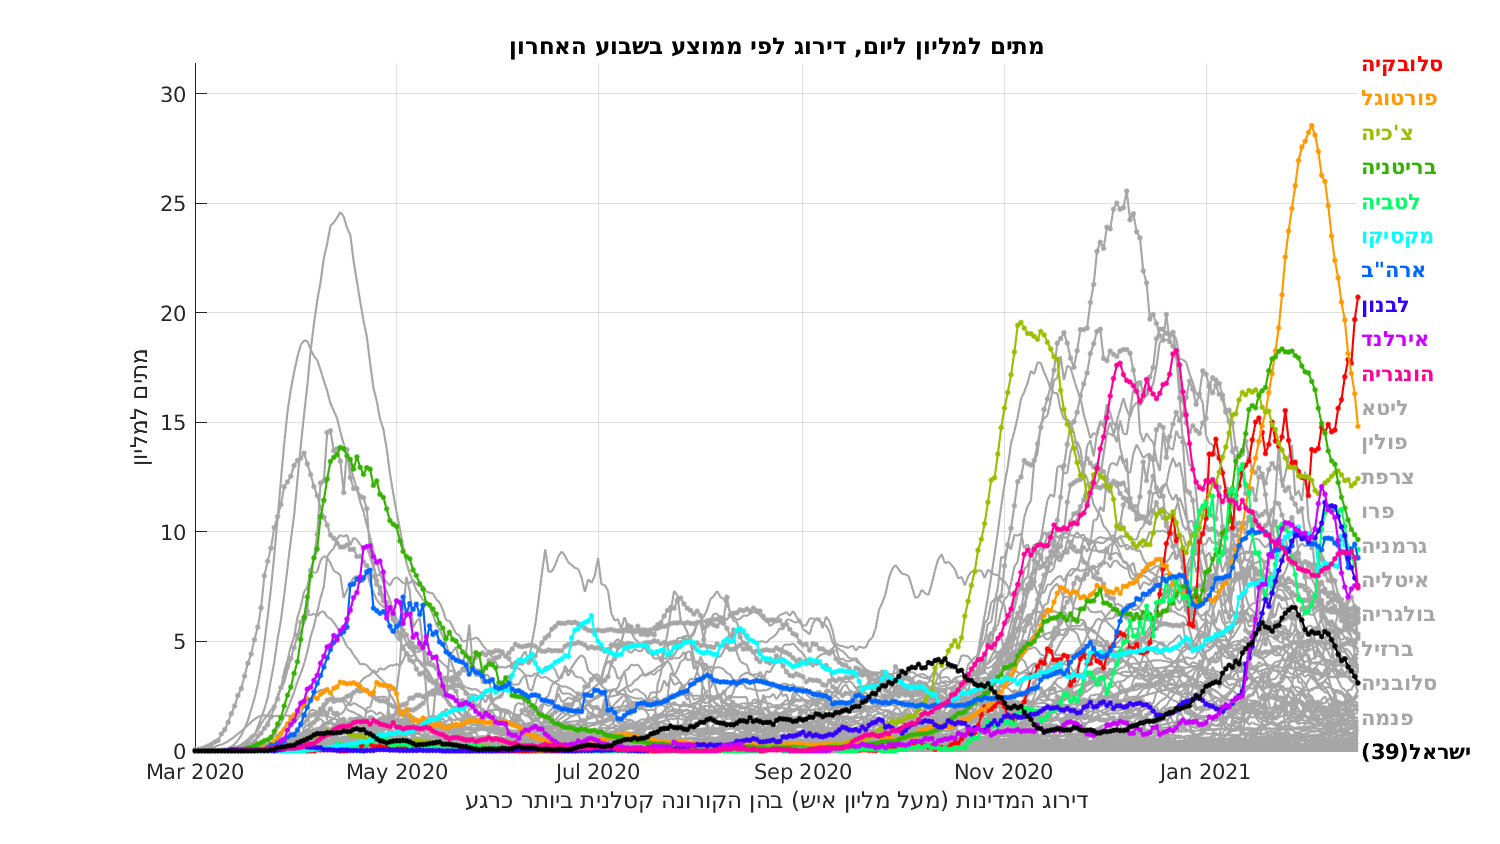 מתים למליון ליום, דירוג לפי ממוצע בשבוע האחרון
מתים למליון
30
25
20
15
10
5
0
Mar 2020
May 2020
Jul 2020
Sep 2020
Nov 2020
Jan 2021
דירוג המדינות (מעל מליון איש) בהן הקורונה קטלנית ביותר כרגע
סלובקיה
פורטוגל
צ'כיה
בריטניה
לטביה
מקסיקו
ארה"ב
לבנון
אירלנד
הונגריה
ליטא
פולין
צרפת
פרו
גרמניה
איטליה
בולגריה
ברזיל
סלובניה
פנמה
ישראל(39)